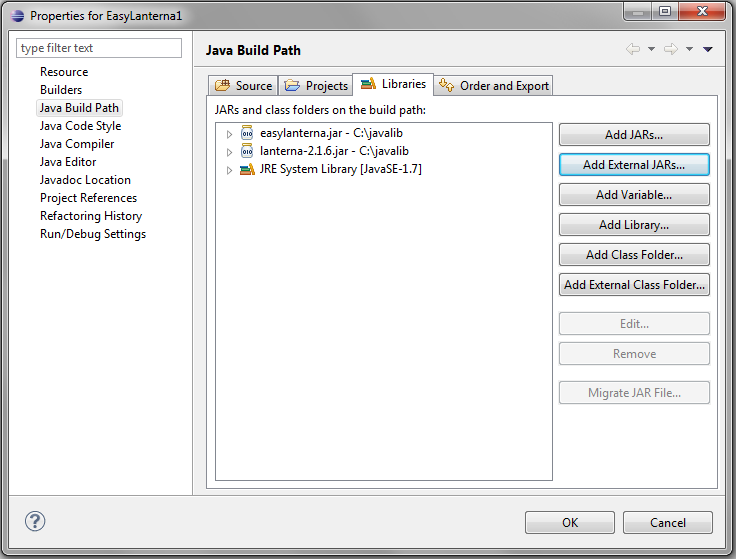 Properties for EasyLanterna1
type filter text
Resource
Builders
Java Build Path
Java Code Style
Java Compiler
Java Editor
Javadoc Location
Project References
Refactoring History
Run/Debug Settings
Java Build Path
Source Projects Libraries Order and Export
JARs and class folders on the build path:
easylanterna.jar - C:\javalib
lanterna-2.1.6.jar - C:\javalib
JRE System Library [JavaSE-1.7]
Add JARs...
Add External JARs...
Add Variable...
Add Library...
Add Class Folder...
Add External Class Folder...
Edit...
Remove
Migrate JAR File...
OK Cancel